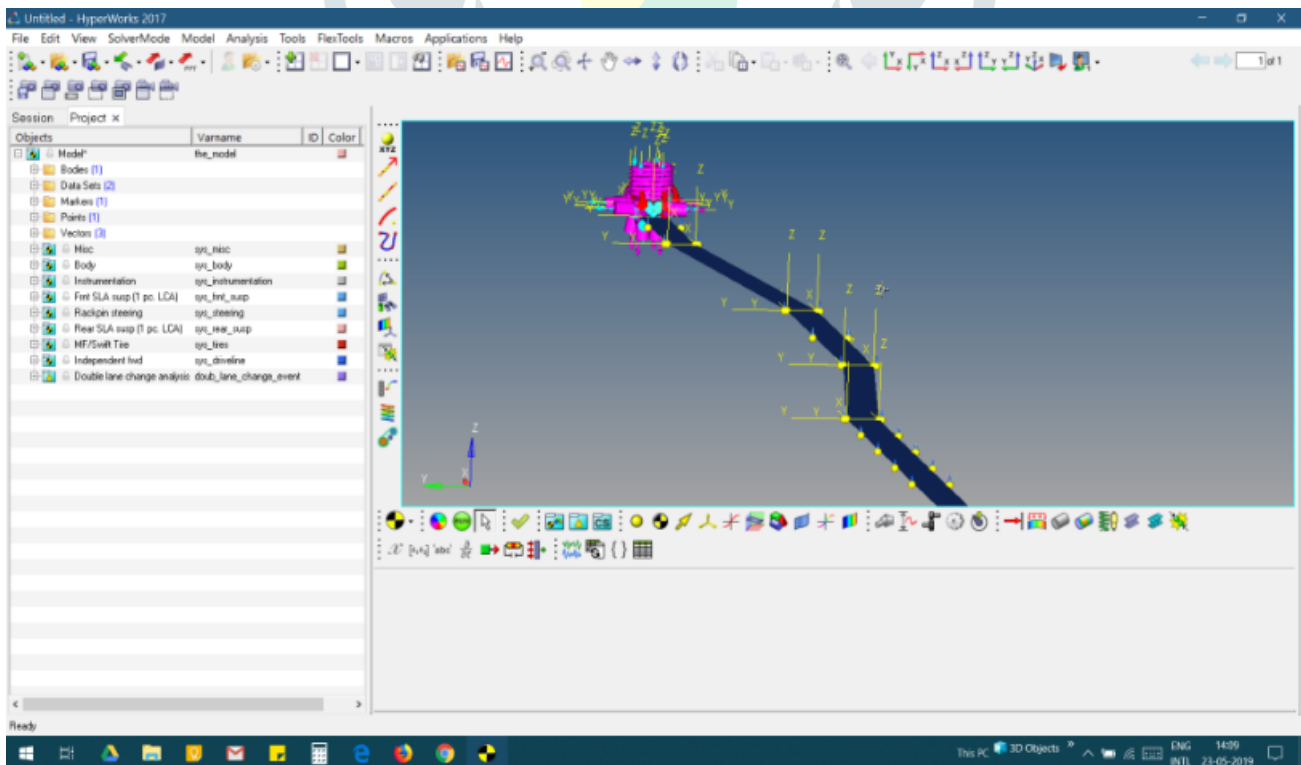 Untitled - HyperWorks 2017
File Edit View SolverMode Model Analysis Tools FlexTools Macros Applications Help
1 of 1
Session Project ×
Objects Varname ID Color
Model* the_model
Bodies (1)
Data Sets (2)
Markers (1)
Points (1)
Vectors (3)
Misc sys_misc
Body sys_body
Instrumentation sys_instrumentation
Frnt SLA susp (1 pc. LCA) sys_frnt_susp
Rackpin steering sys_steering
Rear SLA susp (1 pc. LCA) sys_rear_susp
MF/Swift Tire sys_tires
Independent fwd sys_driveline
Double lane change analysis doub_lane_change_event
XYZ
Z
Y
Z Z
X
Y Y
Z
X Z
Y Y
X
Y Y
Z
Y X
Ready
This PC 3D Objects
ENG 14:09
INTL 23-05-2019